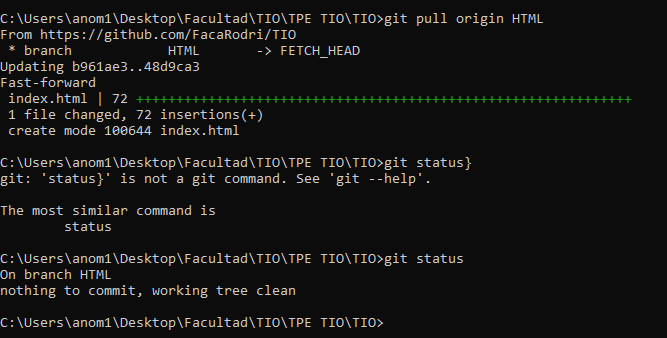 C:\Users\anom1\Desktop\Facultad\TIO\TPE TIO\TIO>git pull origin HTML
From https://github.com/FacaRodri/TIO
 * branch            HTML       -> FETCH_HEAD
Updating b961ae3..48d9ca3
Fast-forward
 index.html | 72 ++++++++++++++++++++++++++++++++++++++++++++++++++++++++++++++
 1 file changed, 72 insertions(+)
 create mode 100644 index.html
C:\Users\anom1\Desktop\Facultad\TIO\TPE TIO\TIO>git status}
git: 'status}' is not a git command. See 'git --help'.
The most similar command is
        status
C:\Users\anom1\Desktop\Facultad\TIO\TPE TIO\TIO>git status
On branch HTML
nothing to commit, working tree clean
C:\Users\anom1\Desktop\Facultad\TIO\TPE TIO\TIO>